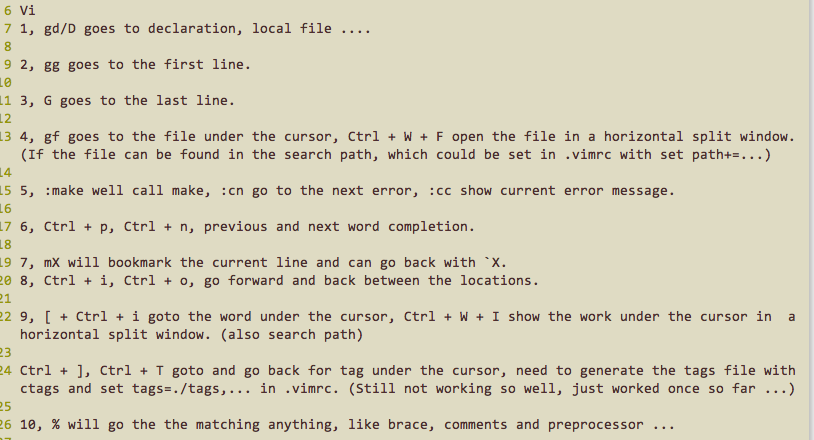 6 Vi
7 1, gd/D goes to declaration, local file ....
8
9 2, gg goes to the first line.
10
11 3, G goes to the last line.
12
13 4, gf goes to the file under the cursor, Ctrl + W + F open the file in a horizontal split window.
(If the file can be found in the search path, which could be set in .vimrc with set path+=...)
14
15 5, :make well call make, :cn go to the next error, :cc show current error message.
16
17 6, Ctrl + p, Ctrl + n, previous and next word completion.
18
19 7, mX will bookmark the current line and can go back with `X.
20 8, Ctrl + i, Ctrl + o, go forward and back between the locations.
21
22 9, [ + Ctrl + i goto the word under the cursor, Ctrl + W + I show the work under the cursor in  a
horizontal split window. (also search path)
23
24 Ctrl + ], Ctrl + T goto and go back for tag under the cursor, need to generate the tags file with
ctags and set tags=./tags,... in .vimrc. (Still not working so well, just worked once so far ...)
25
26 10, % will go the the matching anything, like brace, comments and preprocessor ...